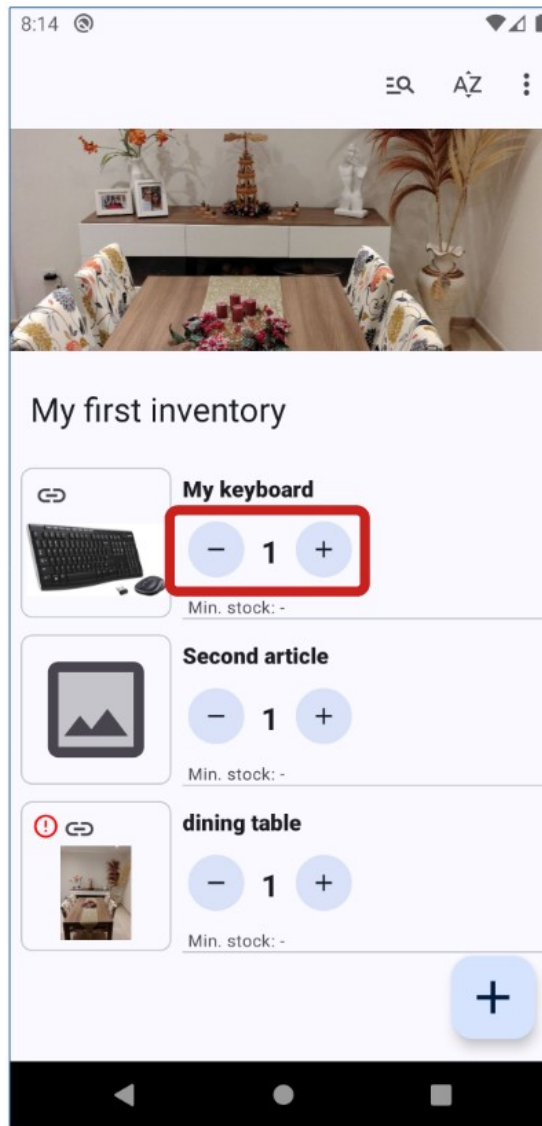 8:14
AZ
My first inventory
My keyboard
− 1 +
Min. stock: -
Second article
− 1 +
Min. stock: -
dining table
− 1 +
Min. stock: -
+